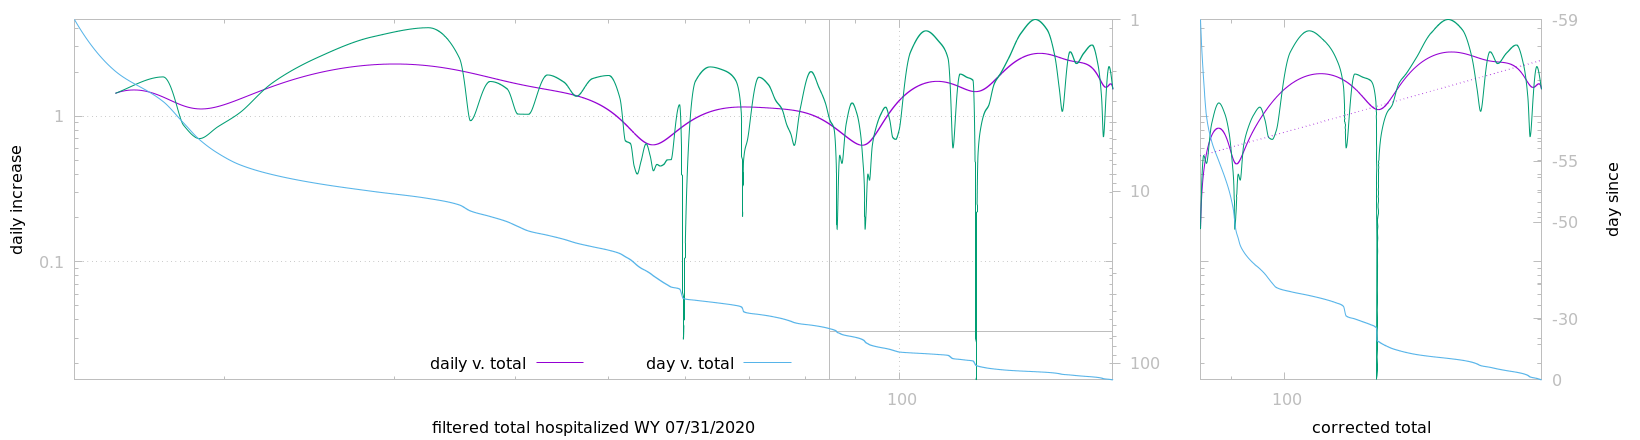 daily increase
1
0.1
daily v. total
day v. total
1
10
100
100
filtered total hospitalized WY 07/31/2020
-59
-55
-50
-30
0
day since
100
corrected total